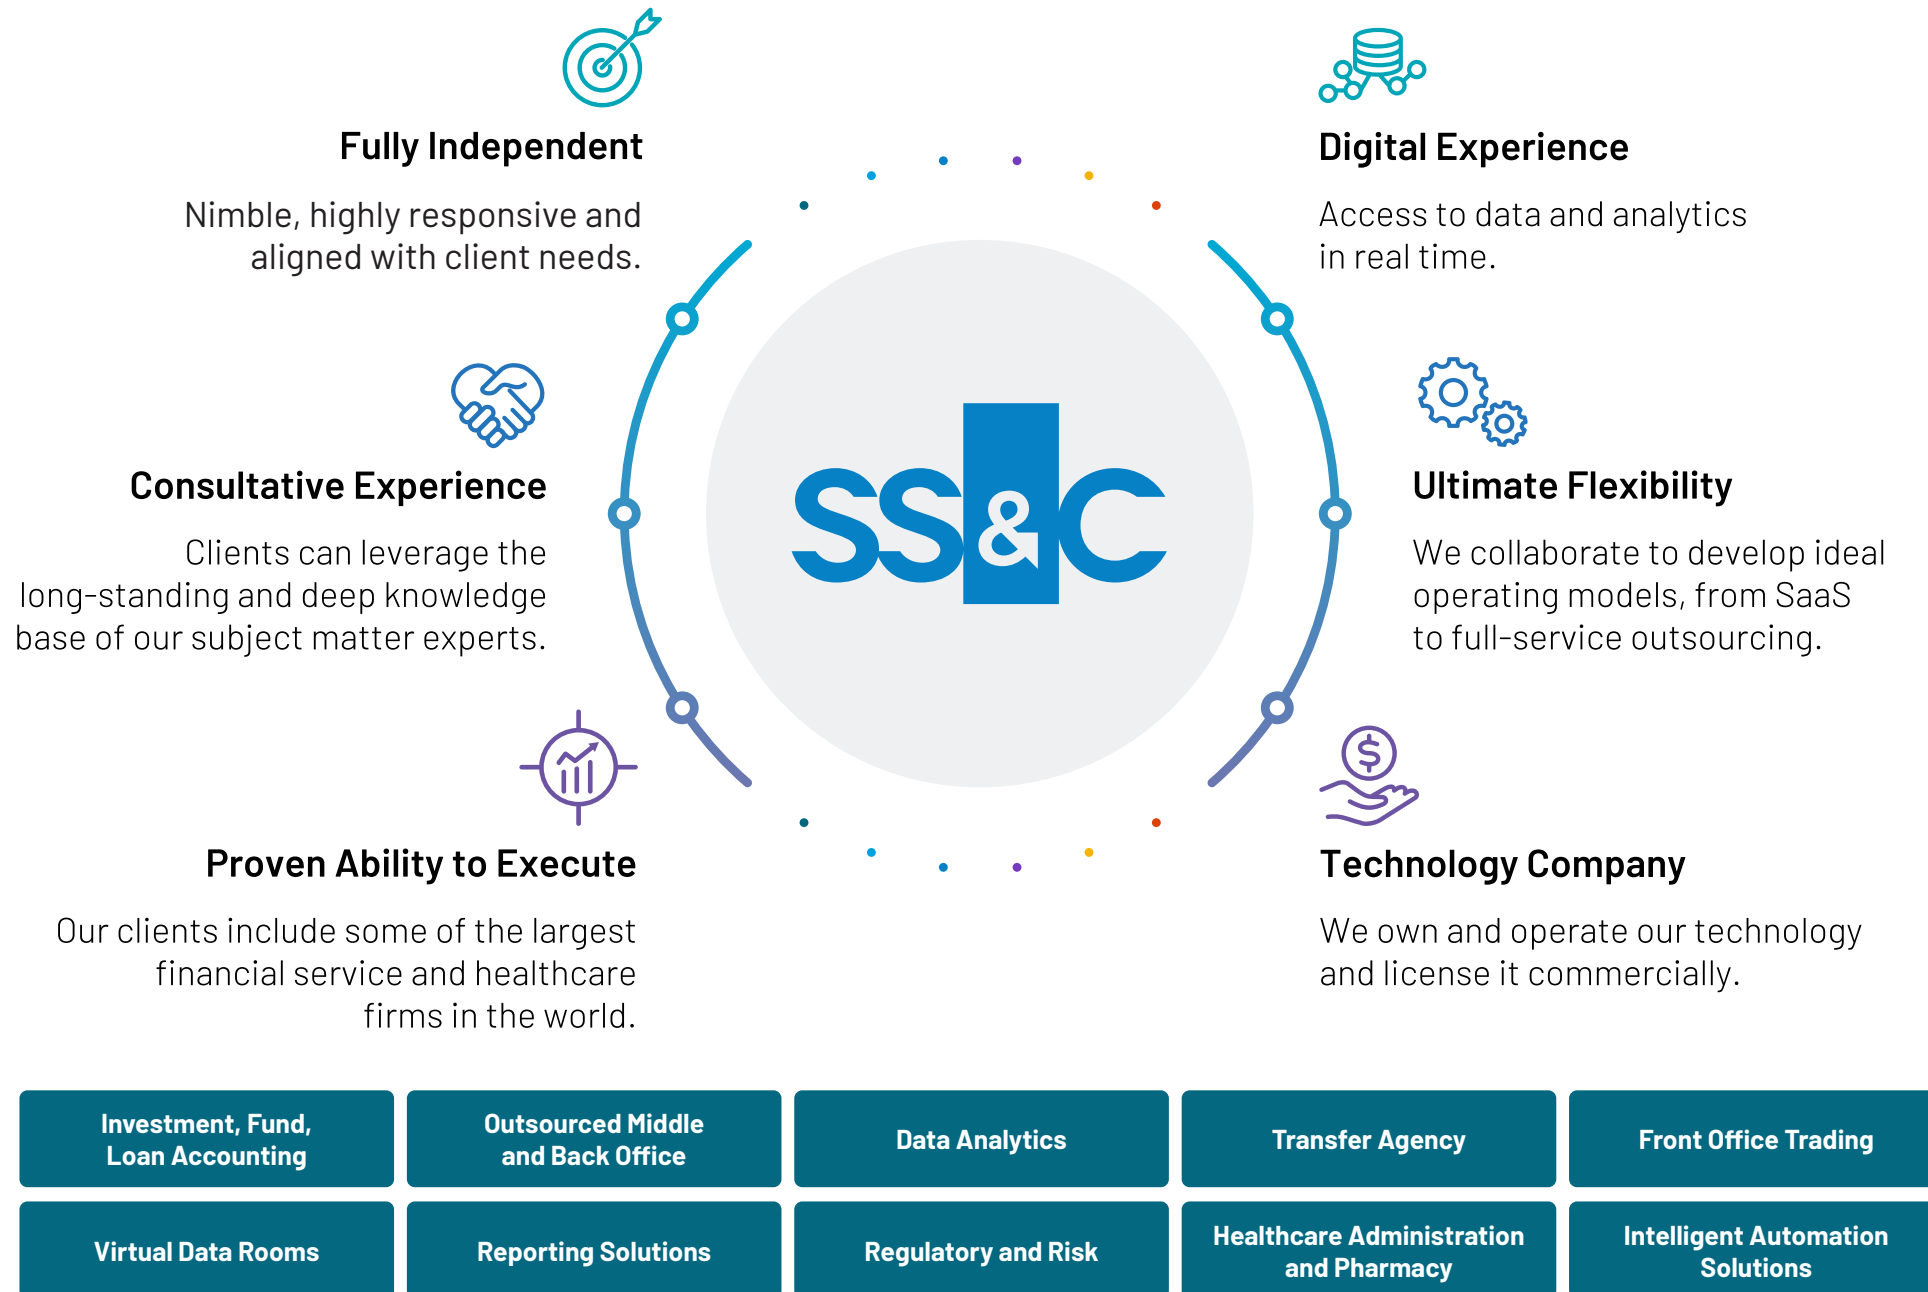 Fully Independent
Nimble, highly responsive and
aligned with client needs.
Consultative Experience
Clients can leverage the
long-standing and deep knowledge
base of our subject matter experts.
Proven Ability to Execute
Our clients include some of the largest
financial service and healthcare
firms in the world.
SS&C
Digital Experience
Access to data and analytics
in real time.
Ultimate Flexibility
We collaborate to develop ideal
operating models, from SaaS
to full-service outsourcing.
$
Technology Company
We own and operate our technology
and license it commercially.
Investment, Fund,
Loan Accounting
Outsourced Middle
and Back Office
Data Analytics
Transfer Agency
Front Office Trading
Virtual Data Rooms
Reporting Solutions
Regulatory and Risk
Healthcare Administration
and Pharmacy
Intelligent Automation
Solutions